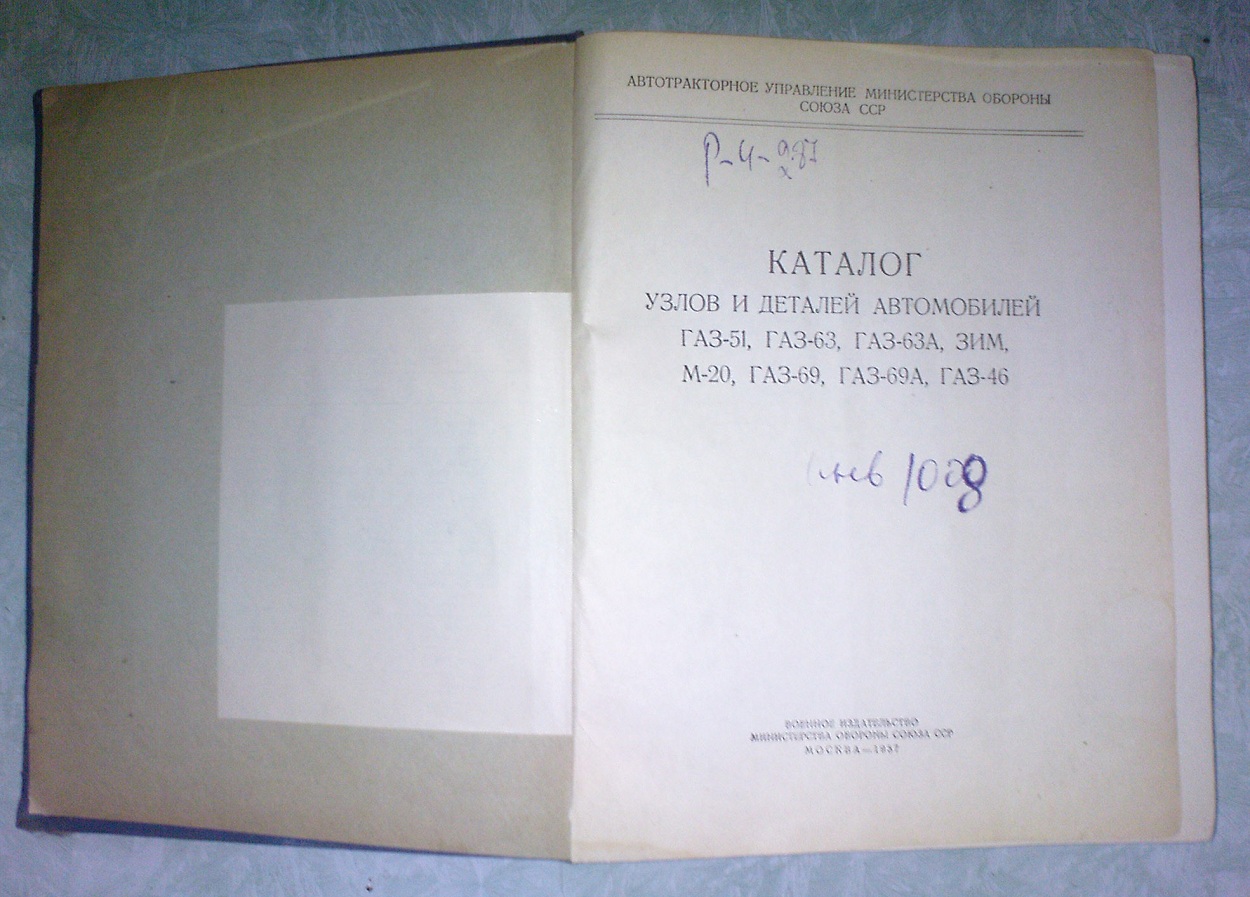 АВТОТРАКТОРНОЕ УПРАВЛЕНИЕ МИНИСТЕРСТВА ОБОРОНЫ
СОЮЗА ССР
КАТАЛОГ
УЗЛОВ И ДЕТАЛЕЙ АВТОМОБИЛЕЙ
ГАЗ-51, ГАЗ-63, ГАЗ-63А, ЗИМ,
М-20, ГАЗ-69, ГАЗ-69А, ГАЗ-46
ВОЕННОЕ ИЗДАТЕЛЬСТВО
МИНИСТЕРСТВА ОБОРОНЫ СОЮЗА ССР
МОСКВА — 1957